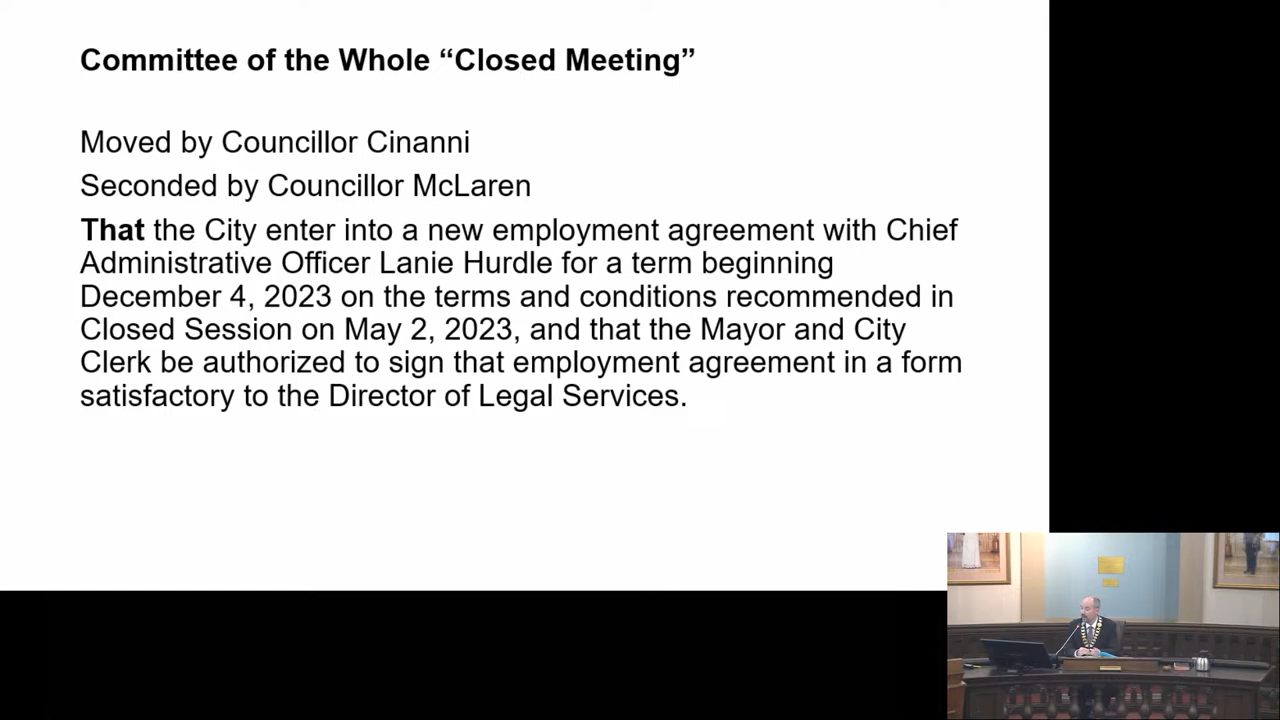 Committee of the Whole “Closed Meeting”
Moved by Councillor Cinanni
Seconded by Councillor McLaren
That the City enter into a new employment agreement with Chief
Administrative Officer Lanie Hurdle for a term beginning
December 4, 2023 on the terms and conditions recommended in
Closed Session on May 2, 2023, and that the Mayor and City
Clerk be authorized to sign that employment agreement in a form
satisfactory to the Director of Legal Services.